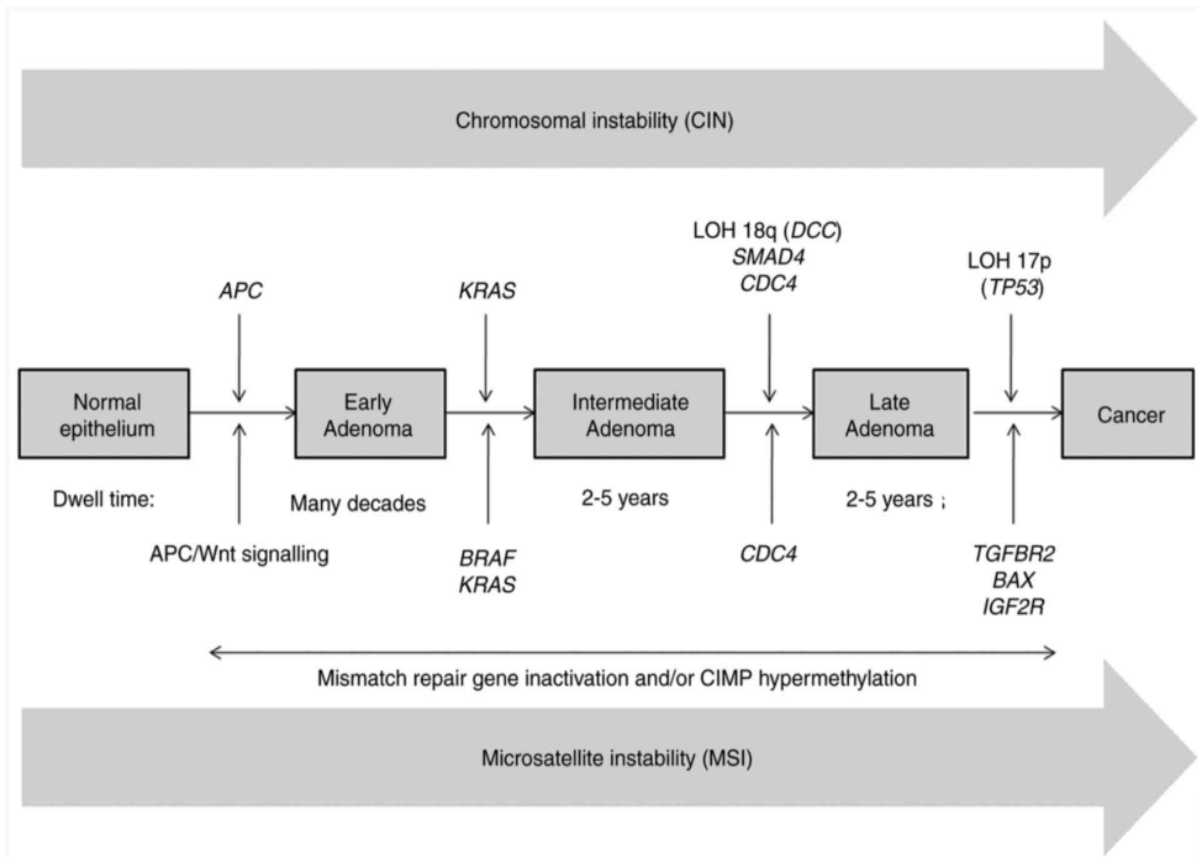 Chromosomal instability (CIN)
LOH 18q (DCC)
SMAD4
CDC4
LOH 17p
(TP53)
APC
KRAS
Normal
epithelium
Early
Adenoma
Intermediate
Adenoma
Late
Adenoma
Cancer
Dwell time:
Many decades
2-5 years
2-5 years ;
APC/Wnt signalling
BRAF
KRAS
CDC4
TGFBR2
BAX
IGF2R
Mismatch repair gene inactivation and/or CIMP hypermethylation
Microsatellite instability (MSI)